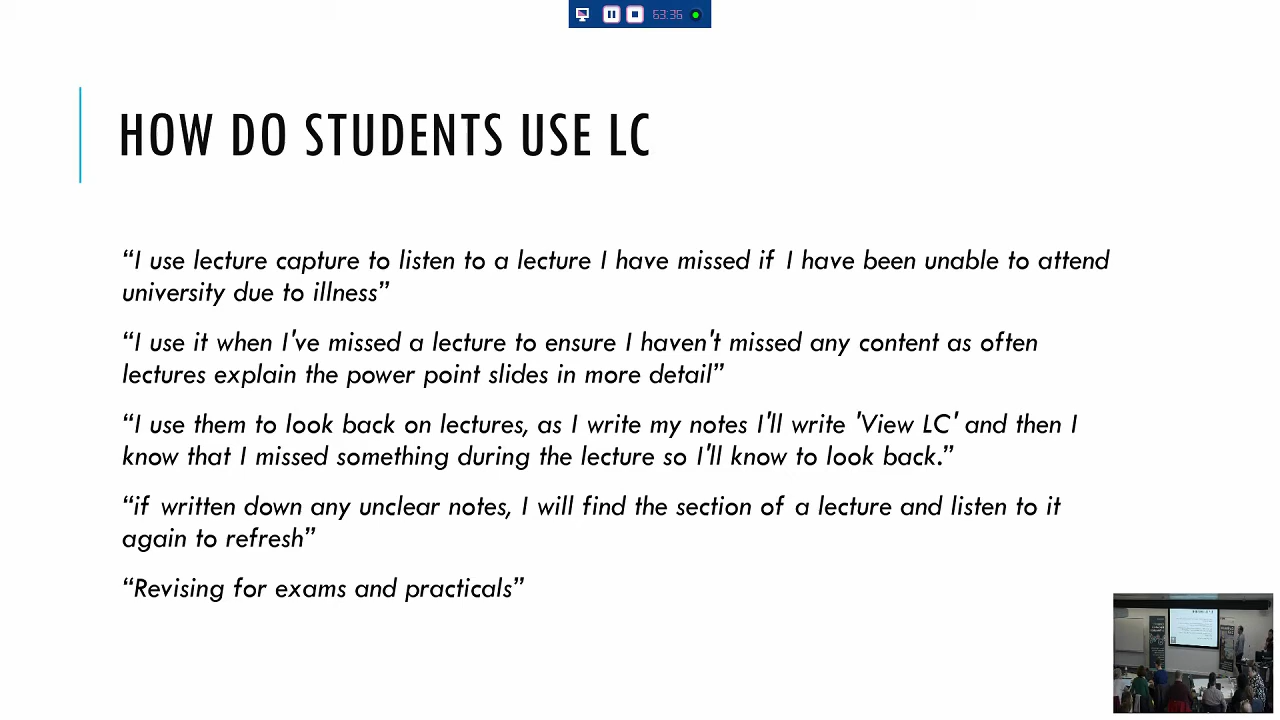 63:36
HOW DO STUDENTS USE LC
“I use lecture capture to listen to a lecture I have missed if I have been unable to attend
university due to illness”
“I use it when I've missed a lecture to ensure I haven't missed any content as often
lectures explain the power point slides in more detail”
“I use them to look back on lectures, as I write my notes I'll write 'View LC' and then I
know that I missed something during the lecture so I'll know to look back.”
“if written down any unclear notes, I will find the section of a lecture and listen to it
again to refresh”
“Revising for exams and practicals”